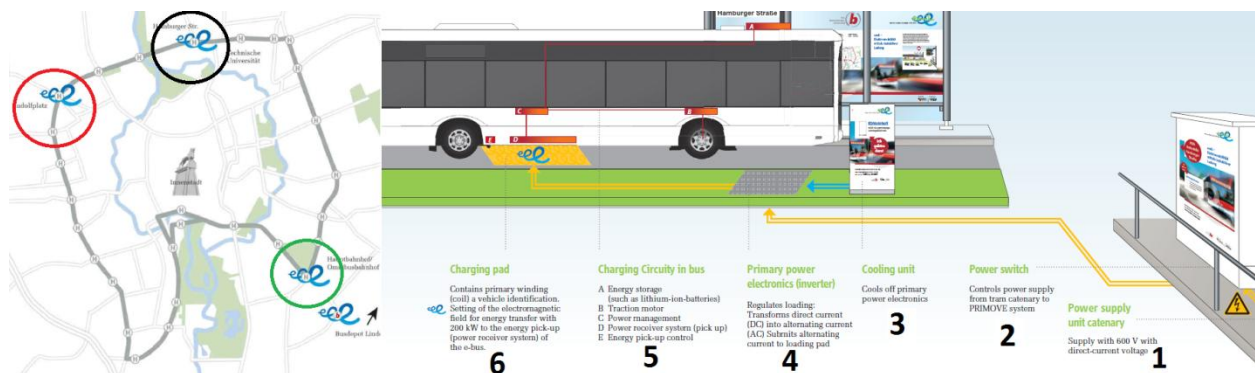 Hamburger Str.
Technische
Universität
Innenstadt
H
Hamburger Straße
b
A
C
B
E
D
Charging pad
Contains primary winding
(coil) a vehicle identification.
Setting of the electromagnetic
field for energy transfer with
200 kW to the energy pick-up
(power receiver system) of
the e-bus.
6
Charging Circuity in bus
A Energy storage
(such as lithium-ion-batteries)
B Traction motor
C Power management
D Power receiver system (pick up)
E Energy pick-up control
5
Primary power
electronics (inverter)
Regulates loading:
Transforms direct current
(DC) into alternating current
(AC) Submits alternating
current to loading pad
4
Cooling unit
Cools off primary
power electronics
3
Power switch
Controls power supply
from tram catenary to
PRIMOVE system
2
Power supply
unit catenary
Supply with 600 V with
direct-current voltage
1